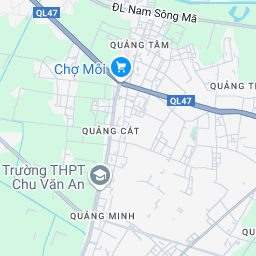 ĐL Nam Sông Mã
QL47
QUẢNG TÂM
Chợ Môi
QUẢNG
QL47
QUẢNG CÁT
Trường THPT
Chu Văn An
QUẢNG MINH